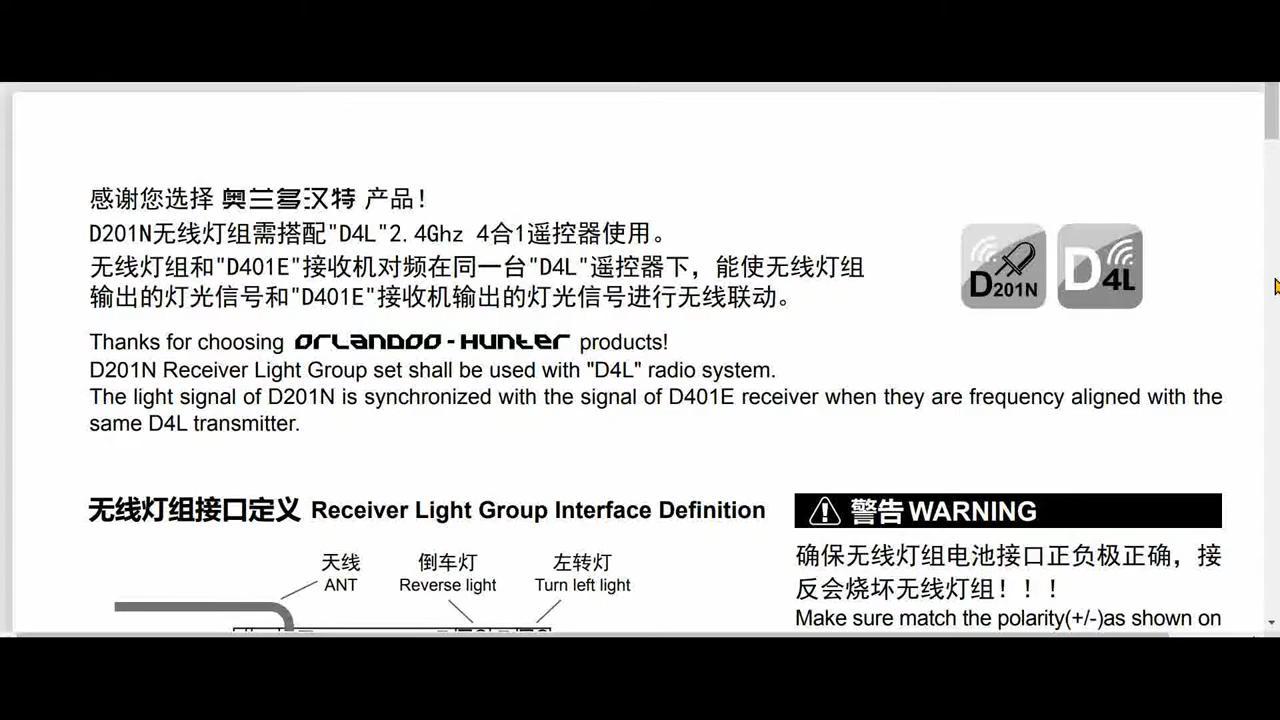 感谢您选择 奥兰多汉特 产品！
D201N无线灯组需搭配"D4L"2.4Ghz 4合1遥控器使用。
无线灯组和"D401E"接收机对频在同一台"D4L"遥控器下，能使无线灯组
输出的灯光信号和"D401E"接收机输出的灯光信号进行无线联动。
D201N
D4L
Thanks for choosing ORLANDOO-HUNTER products!
D201N Receiver Light Group set shall be used with "D4L" radio system.
The light signal of D201N is synchronized with the signal of D401E receiver when they are frequency aligned with the
same D4L transmitter.
无线灯组接口定义 Receiver Light Group Interface Definition
天线
ANT
倒车灯
Reverse light
左转灯
Turn left light
警告WARNING
确保无线灯组电池接口正负极正确，接
反会烧坏无线灯组！！！
Make sure match the polarity(+/-)as shown on